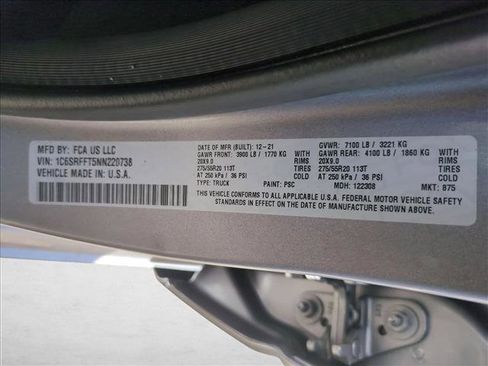 MFD BY: FCA US LLC
VIN: 1C6SRFFT5NN220738
VEHICLE MADE IN: U.S.A.
DATE OF MFR (BUILT): 12-21 GVWR: 7100 LB / 3221 KG
GAWR FRONT: 3900 LB / 1770 KG GAWR REAR: 4100 LB / 1860 KG
20X9.0 RIMS 20X9.0 RIMS
275/55R20 113T TIRES 275/55R20 113T TIRES
AT 250 kPa / 36 PSI COLD AT 250 kPa / 36 PSI COLD
TYPE: TRUCK PAINT: PSC MDH: 122308 MKT: 875
THIS VEHICLE CONFORMS TO ALL APPLICABLE U.S.A. FEDERAL MOTOR VEHICLE SAFETY
STANDARDS IN EFFECT ON THE DATE OF MANUFACTURE SHOWN ABOVE.